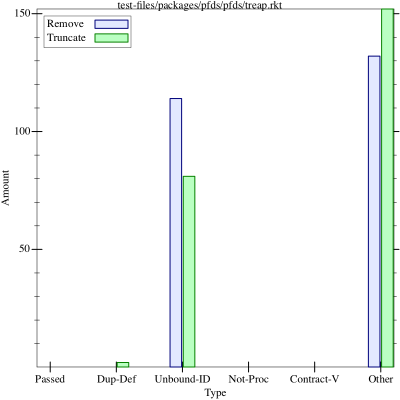 test-files/packages/pfds/pfds/treap.rkt
Remove
Truncate
150
100
50
Amount
Passed Dup-Def Unbound-ID Not-Proc Contract-V Other
Type